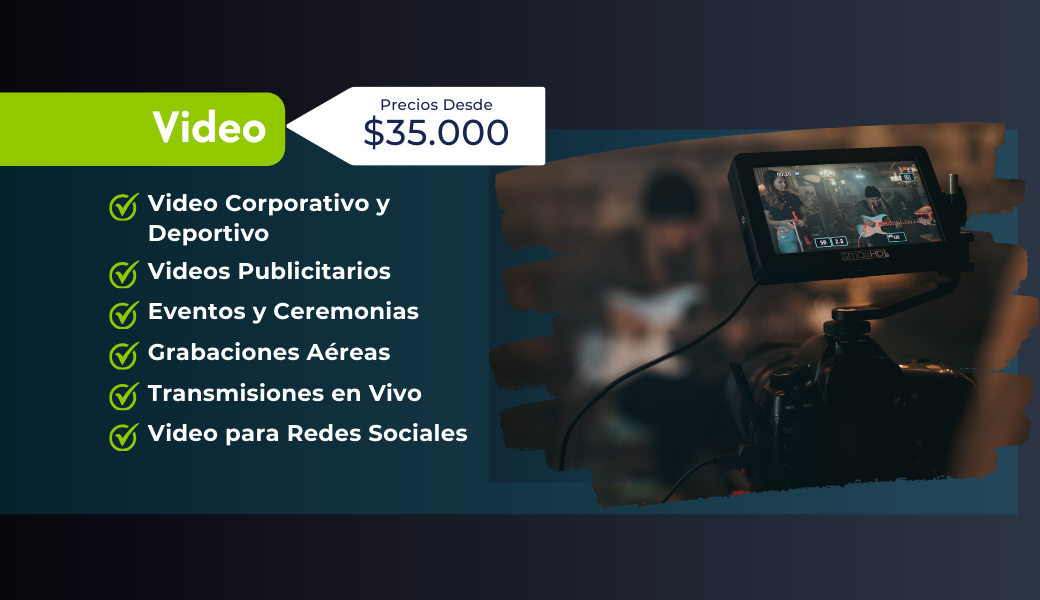 Video
Precios Desde
$35.000
Video Corporativo y
Deportivo
Videos Publicitarios
Eventos y Ceremonias
Grabaciones Aéreas
Transmisiones en Vivo
Video para Redes Sociales
smallHD